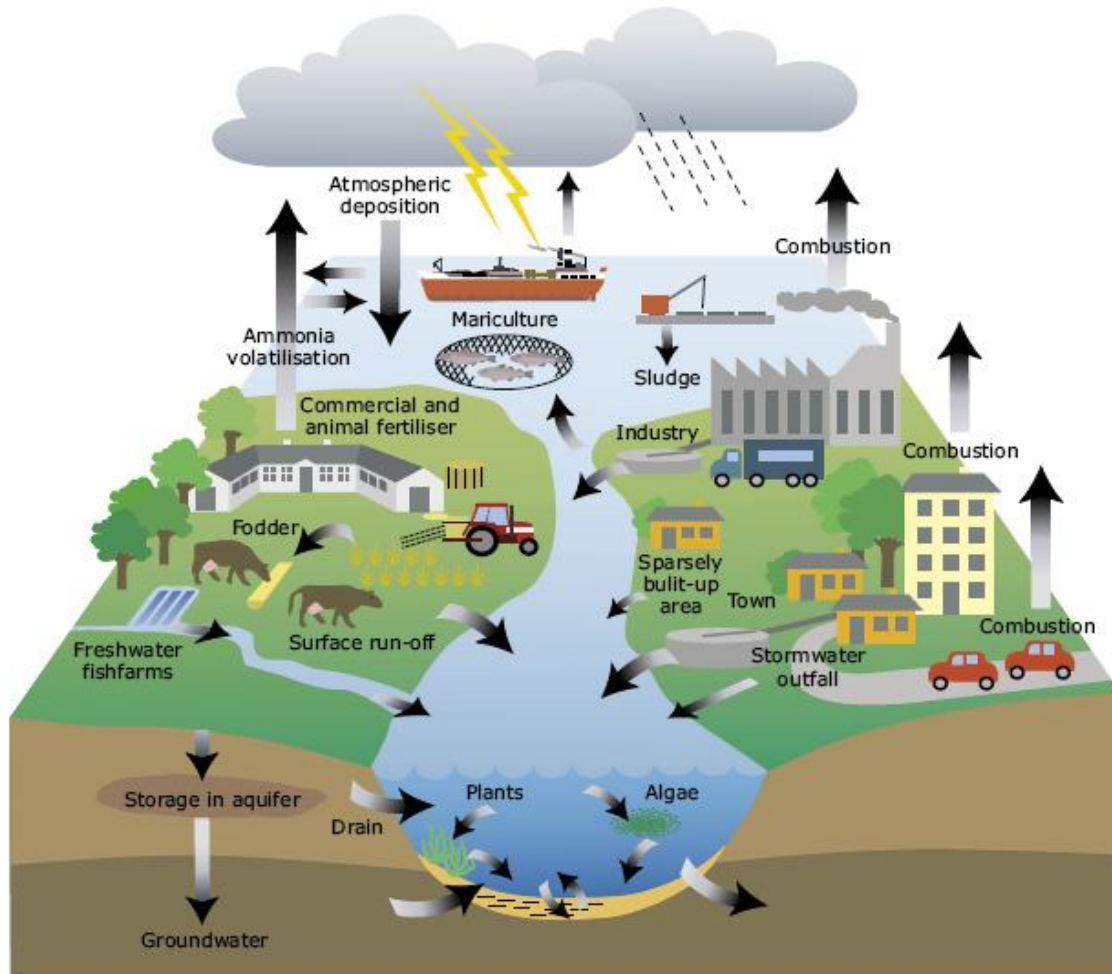 Atmospheric
deposition
Combustion
Mariculture
Ammonia
volatilisation
Sludge
Commercial and
animal fertiliser
Industry
Combustion
Fodder
Sparsely
bulit-up
area
Town
Combustion
Surface run-off
Freshwater
fishfarms
Stormwater
outfall
Plants
Algae
Storage in aquifer
Drain
Groundwater